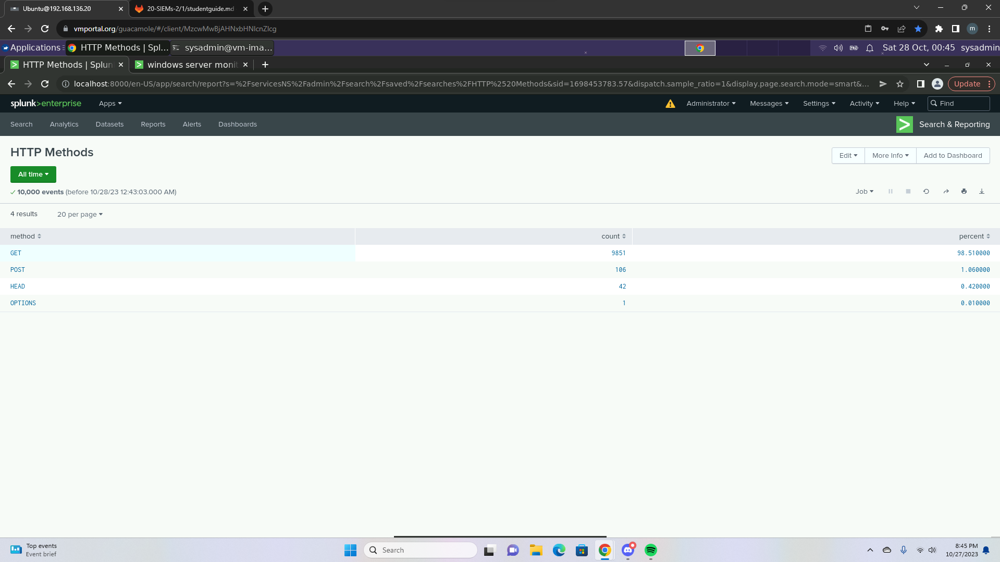 Ubuntu@192.168.136.20
20-SIEMs-2/1/studentguide.md
vmportal.org/guacamole/#/client/MzcwMwBjAHNxbHNlcnZlcg
m
Applications
HTTP Methods | Spl...
sysadmin@vm-ima...
Sat 28 Oct, 00:45 sysadmin
HTTP Methods | Splun
windows server monit
localhost:8000/en-US/app/search/report?s=%2FservicesNS%2Fadmin%2Fsearch%2Fsaved%2Fsearches%2FHTTP%2520Methods&sid=1698453783.57&dispatch.sample_ratio=1&display.page.search.mode=smart&...
Update
splunk>enterprise
Apps
Administrator
Messages
Settings
Activity
Help
Find
Search
Analytics
Datasets
Reports
Alerts
Dashboards
Search & Reporting
HTTP Methods
Edit
More Info
Add to Dashboard
All time
10,000 events (before 10/28/23 12:43:03.000 AM)
Job
4 results
20 per page
method count percent
GET 9851 98.510000
POST 106 1.060000
HEAD 42 0.420000
OPTIONS 1 0.010000
Top events
Event brief
Search
8:45 PM
10/27/2023